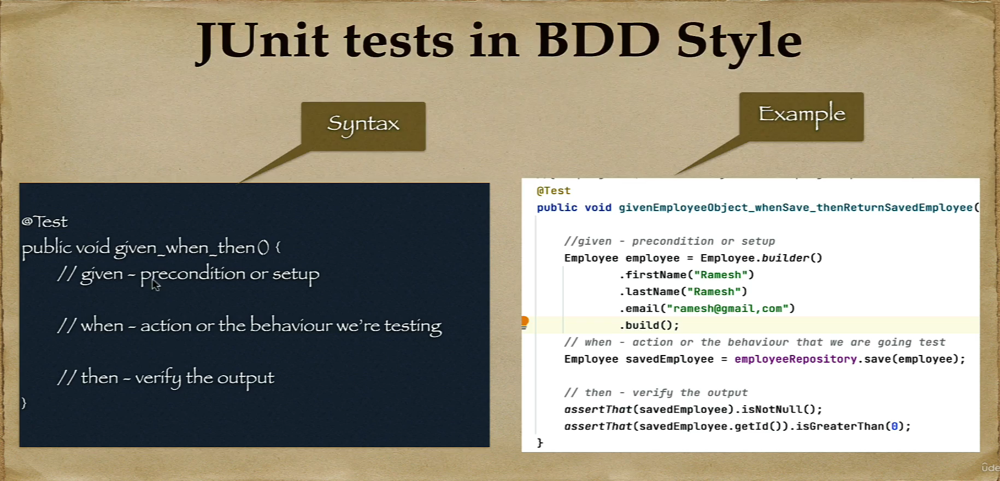 JUnit tests in BDD Style
Syntax
Example
@Test
public void given_when_then() {
// given - precondition or setup
// when - action or the behaviour we're testing
// then - verify the output
}
@Test
public void givenEmployeeObject_whenSave_thenReturnSavedEmployee(
//given - precondition or setup
Employee employee = Employee.builder()
.firstName("Ramesh")
.lastName("Ramesh")
.email("ramesh@gmail,com")
.build();
// when - action or the behaviour that we are going test
Employee savedEmployee = employeeRepository.save(employee);
// then - verify the output
assertThat(savedEmployee).isNotNull();
assertThat(savedEmployee.getId()).isGreaterThan(0);
}